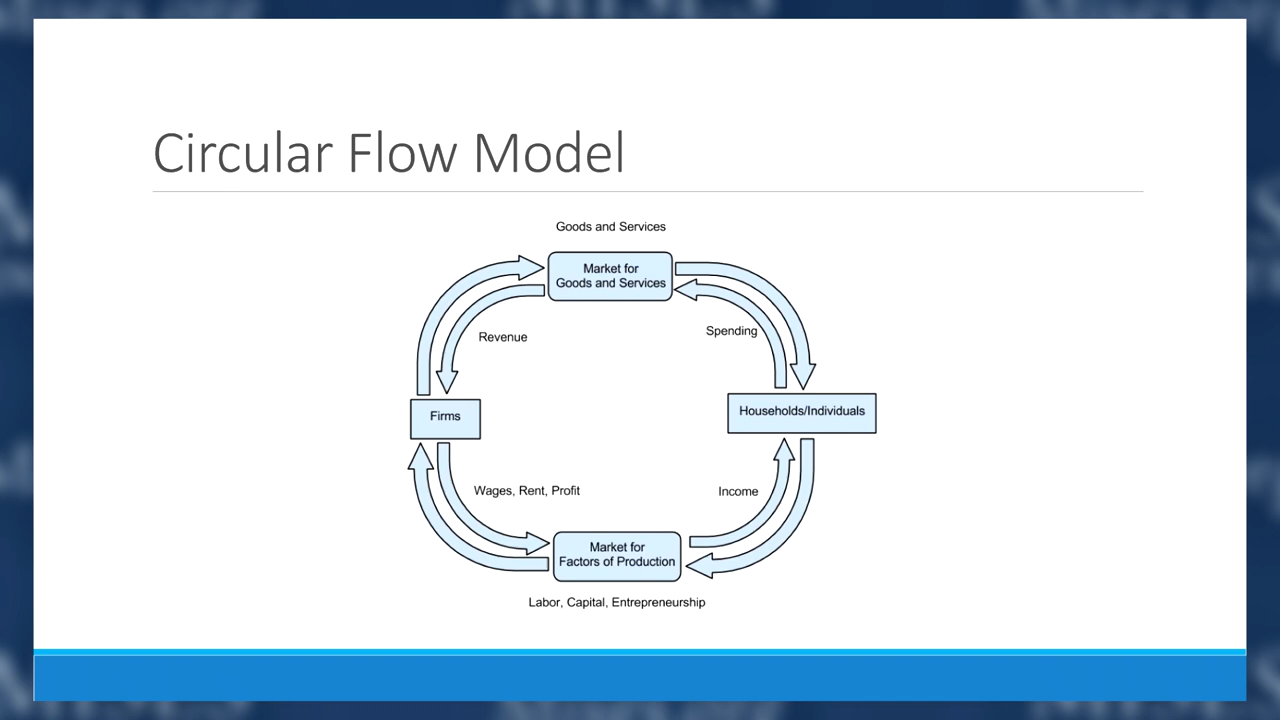 Circular Flow Model
Goods and Services
Market for
Goods and Services
Revenue
Spending
Firms
Households/Individuals
Wages, Rent, Profit
Income
Market for
Factors of Production
Labor, Capital, Entrepreneurship